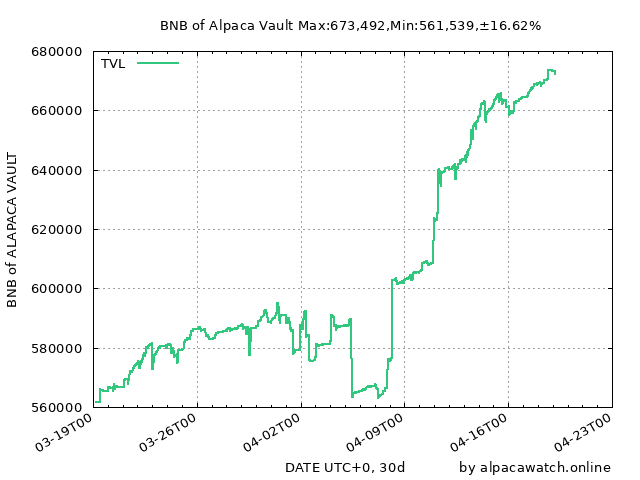 BNB of Alpaca Vault Max:673,492,Min:561,539,±16.62%
680000
TVL
660000
640000
620000
600000
580000
560000
BNB of ALAPACA VAULT
03-19T00
03-26T00
04-02T00
04-09T00
04-16T00
04-23T00
DATE UTC+0, 30d
by alpacawatch.online